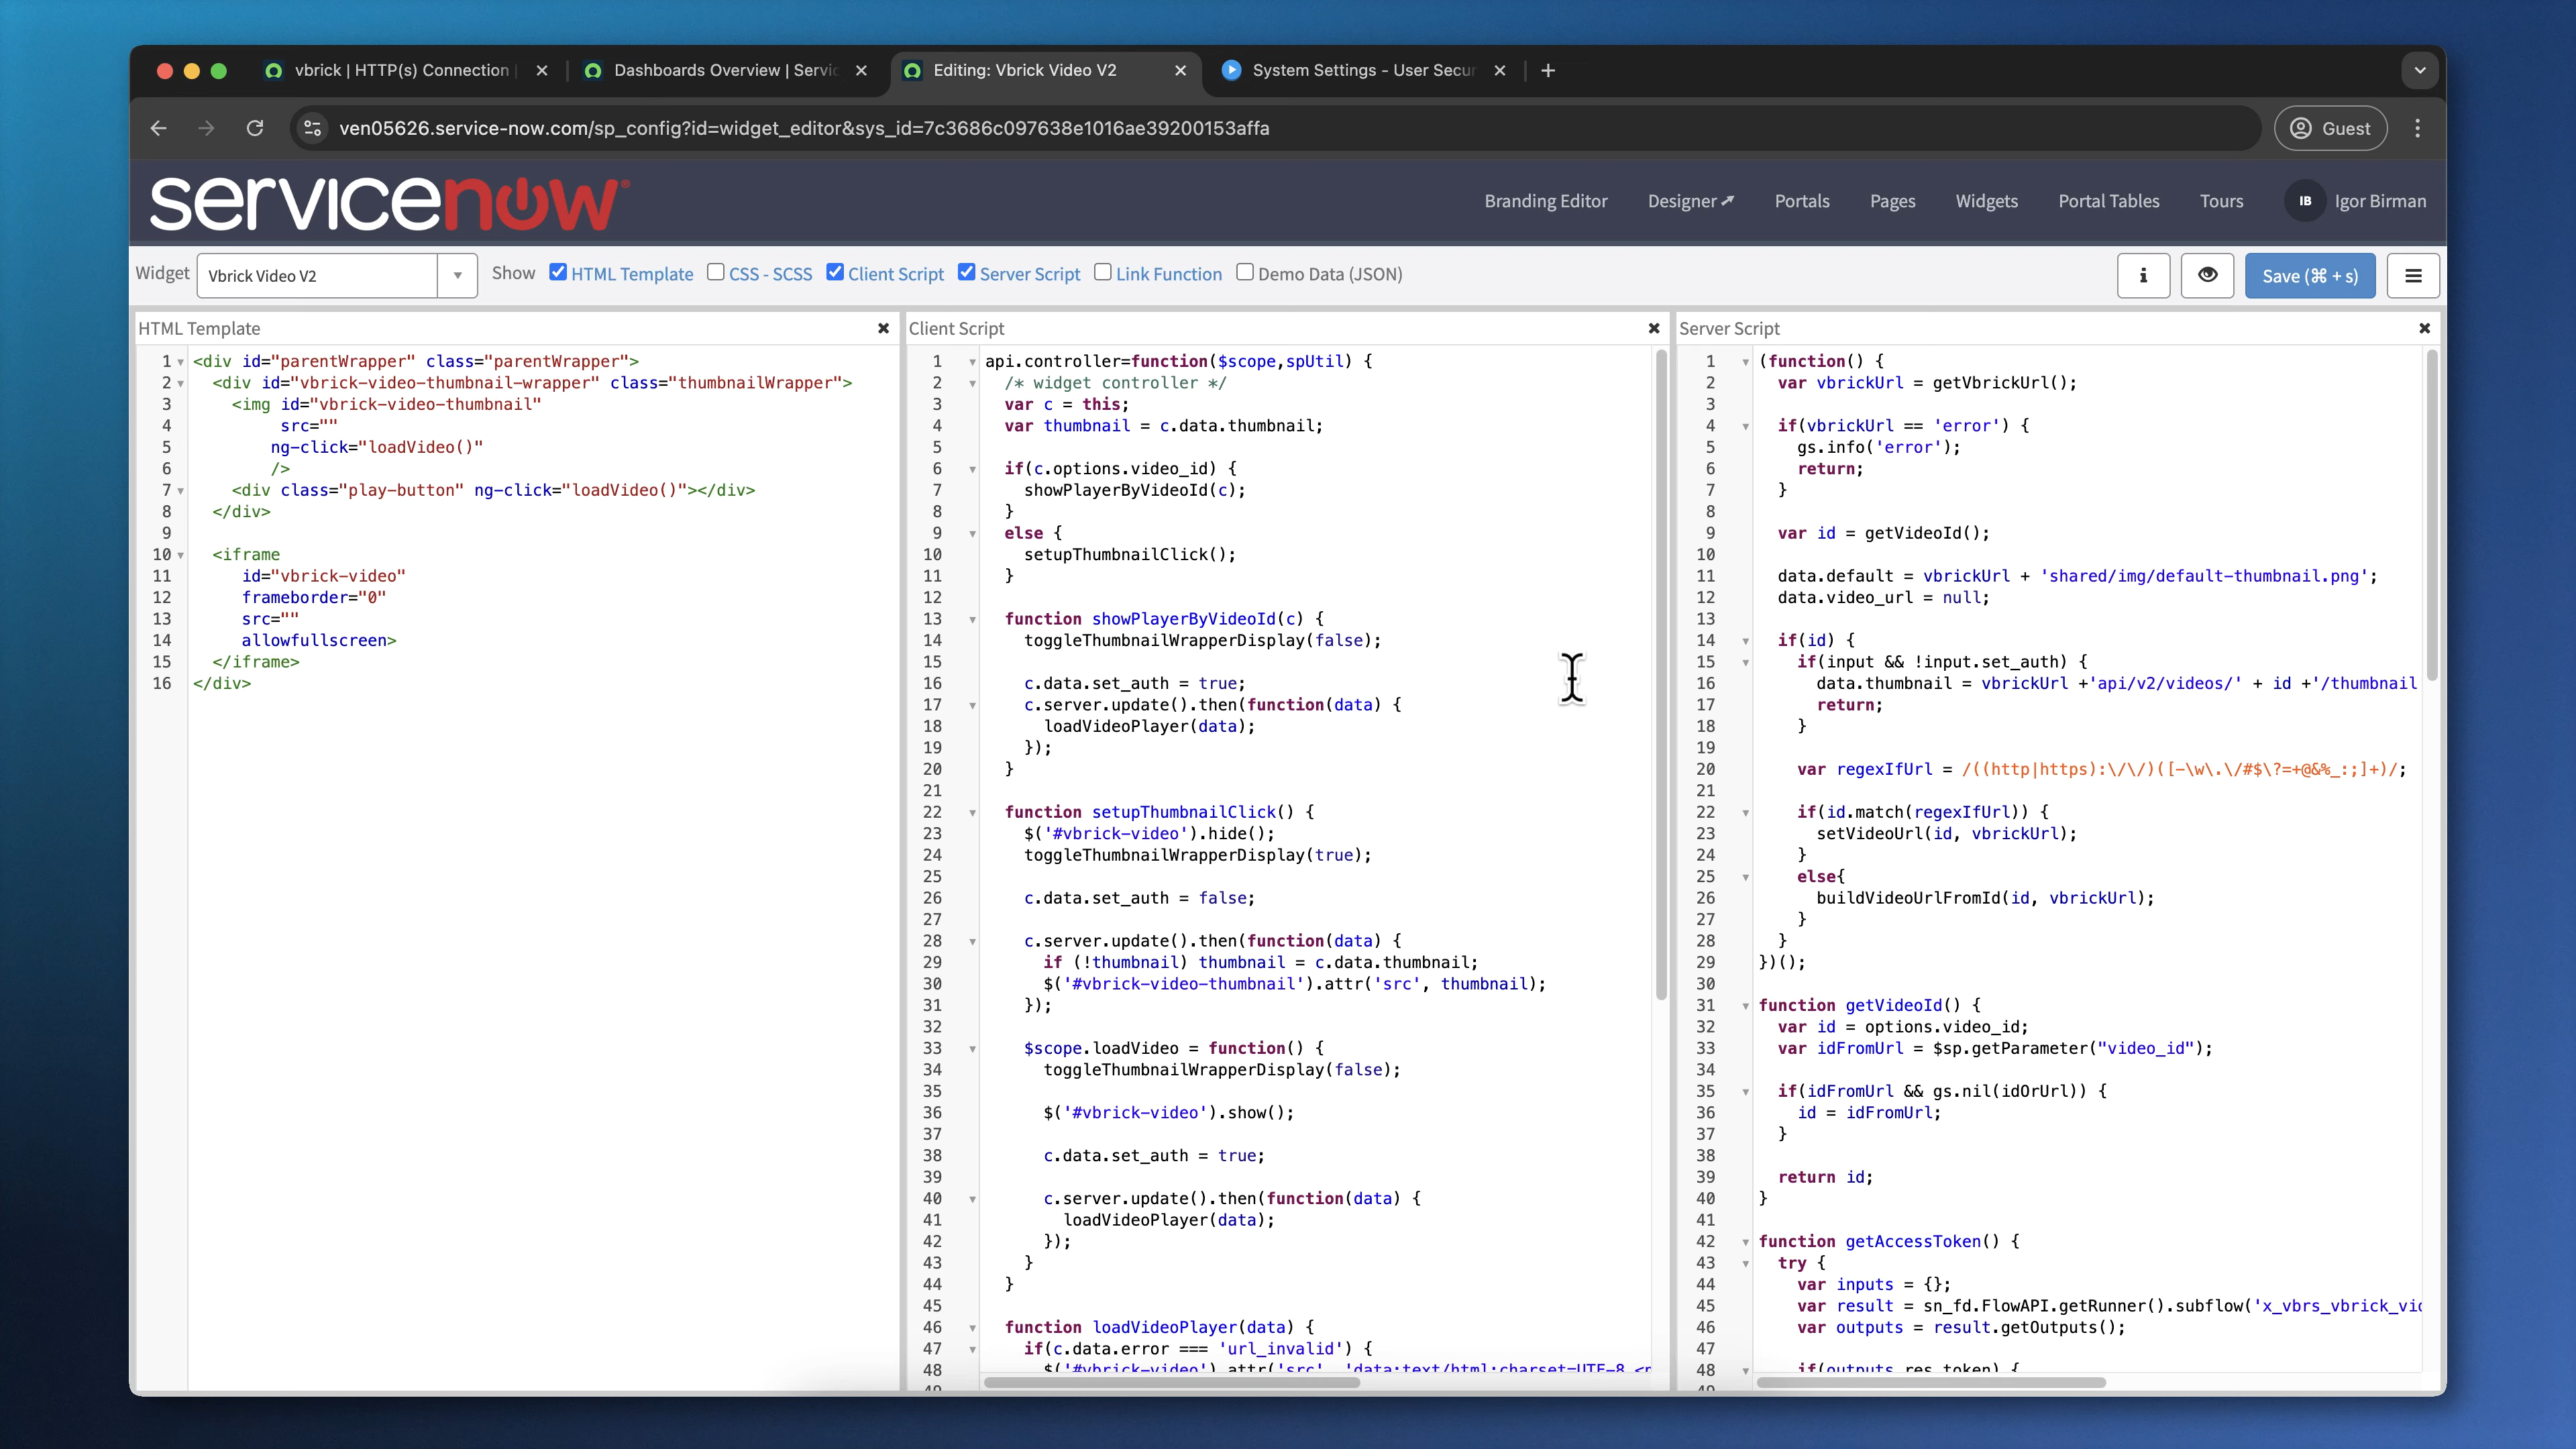 vbrick | HTTP(s) Connection
Dashboards Overview | Servic
Editing: Vbrick Video V2
System Settings - User Secur
ven05626.service-now.com/sp_config?id=widget_editor&sys_id=7c3686c097638e1016ae39200153affa
Guest
servicenow
Branding Editor
Designer
Portals
Pages
Widgets
Portal Tables
Tours
IB
Igor Birman
Widget
Vbrick Video V2
Show
HTML Template
CSS - SCSS
Client Script
Server Script
Link Function
Demo Data (JSON)
Save (⌘ + s)
HTML Template
1 <div id="parentWrapper" class="parentWrapper">
2 <div id="vbrick-video-thumbnail-wrapper" class="thumbnailWrapper">
3 <img id="vbrick-video-thumbnail"
4 src=""
5 ng-click="loadVideo()"
6 />
7 <div class="play-button" ng-click="loadVideo()"></div>
8 </div>
9
10 <iframe
11 id="vbrick-video"
12 frameborder="0"
13 src=""
14 allowfullscreen>
15 </iframe>
16 </div>
Client Script
1 api.controller=function($scope,spUtil) {
2 /* widget controller */
3 var c = this;
4 var thumbnail = c.data.thumbnail;
5
6 if(c.options.video_id) {
7 showPlayerByVideoId(c);
8 }
9 else {
10 setupThumbnailClick();
11 }
12
13 function showPlayerByVideoId(c) {
14 toggleThumbnailWrapperDisplay(false);
15
16 c.data.set_auth = true;
17 c.server.update().then(function(data) {
18 loadVideoPlayer(data);
19 });
20 }
21
22 function setupThumbnailClick() {
23 $('#vbrick-video').hide();
24 toggleThumbnailWrapperDisplay(true);
25
26 c.data.set_auth = false;
27
28 c.server.update().then(function(data) {
29 if (!thumbnail) thumbnail = c.data.thumbnail;
30 $('#vbrick-video-thumbnail').attr('src', thumbnail);
31 });
32
33 $scope.loadVideo = function() {
34 toggleThumbnailWrapperDisplay(false);
35
36 $('#vbrick-video').show();
37
38 c.data.set_auth = true;
39
40 c.server.update().then(function(data) {
41 loadVideoPlayer(data);
42 });
43 }
44 }
45
46 function loadVideoPlayer(data) {
47 if(c.data.error === 'url_invalid') {
48 $('#vbrick-video').attr('src', 'data:text/html;charset=UTF-8,<
49
Server Script
1 (function() {
2 var vbrickUrl = getVbrickUrl();
3
4 if(vbrickUrl == 'error') {
5 gs.info('error');
6 return;
7 }
8
9 var id = getVideoId();
10
11 data.default = vbrickUrl + 'shared/img/default-thumbnail.png';
12 data.video_url = null;
13
14 if(id) {
15 if(input && !input.set_auth) {
16 data.thumbnail = vbrickUrl +'api/v2/videos/' + id +'/thumbnail
17 return;
18 }
19
20 var regexIfUrl = /((http|https):\/\/)([-\w\.\/#$\?=+@&%_:;]+)/;
21
22 if(id.match(regexIfUrl)) {
23 setVideoUrl(id, vbrickUrl);
24 }
25 else{
26 buildVideoUrlFromId(id, vbrickUrl);
27 }
28 }
29 })();
30
31 function getVideoId() {
32 var id = options.video_id;
33 var idFromUrl = $sp.getParameter("video_id");
34
35 if(idFromUrl && gs.nil(idOrUrl)) {
36 id = idFromUrl;
37 }
38
39 return id;
40 }
41
42 function getAccessToken() {
43 try {
44 var inputs = {};
45 var result = sn_fd.FlowAPI.getRunner().subflow('x_vbrs_vbrick_vi
46 var outputs = result.getOutputs();
47
48 if(outputs.res_token) {
49